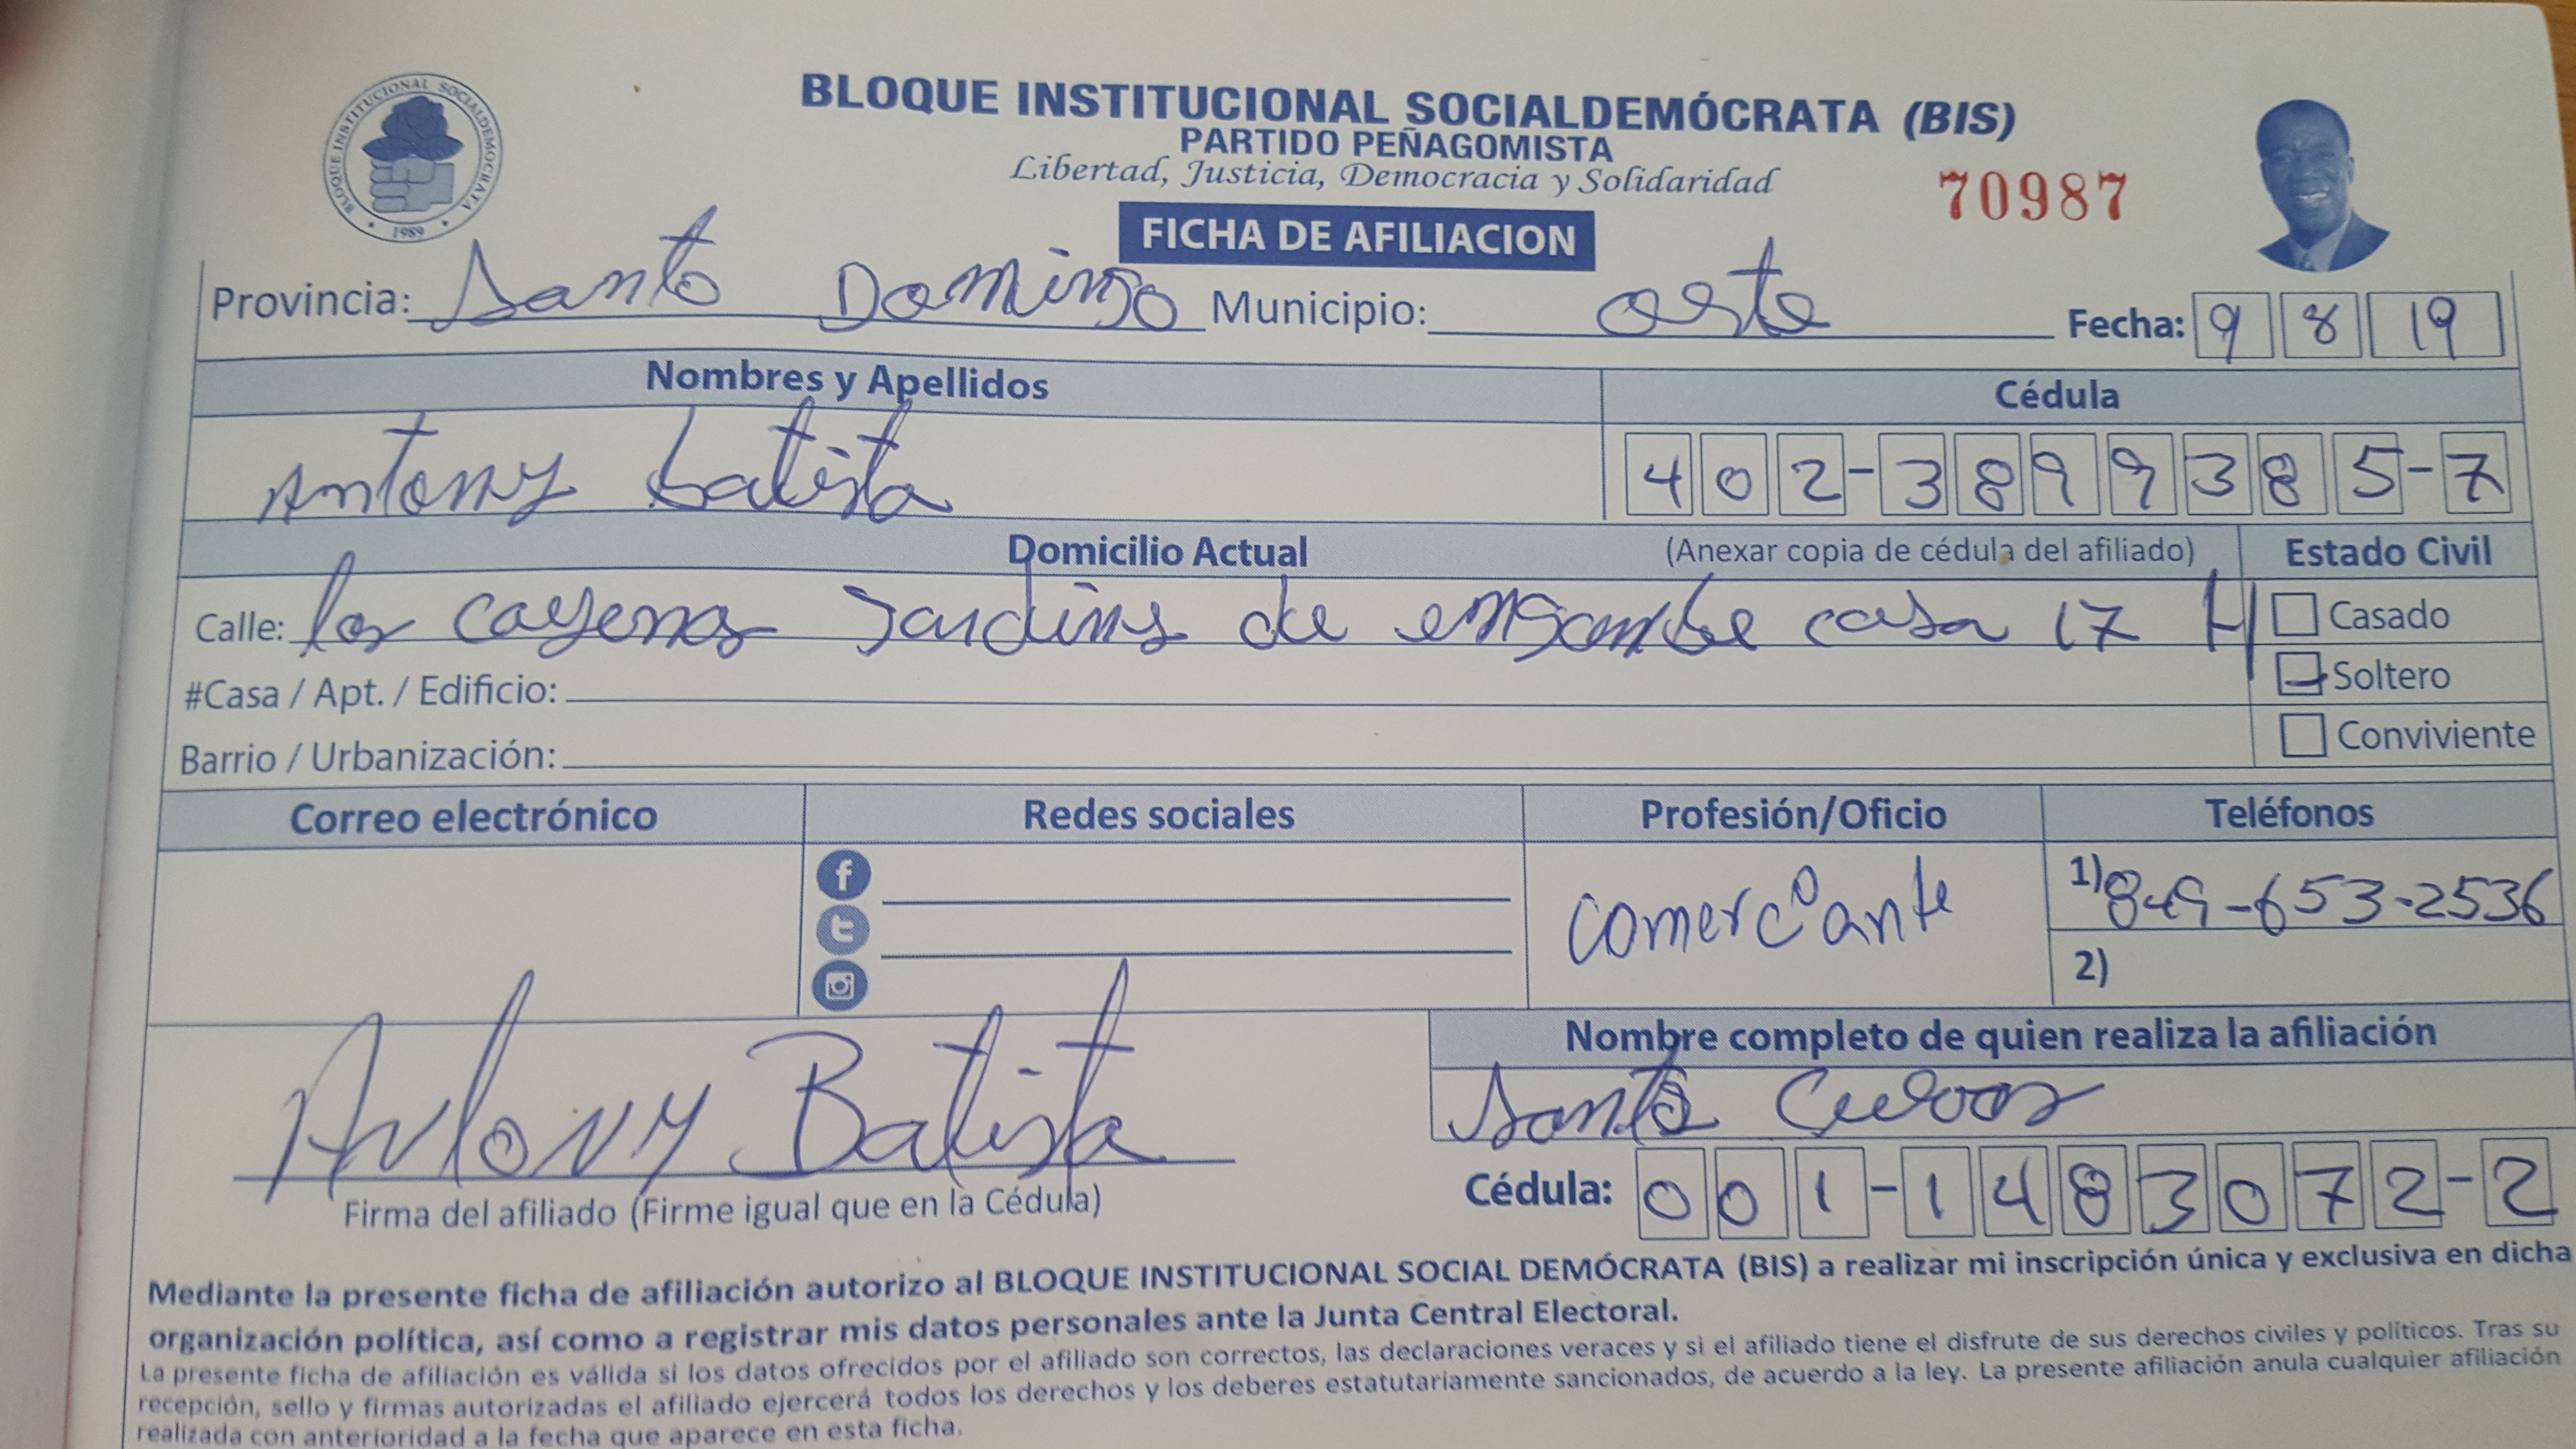 BLOQUE INSTITUCIONAL SOCIALDEMÓCRATA
1989
BLOQUE INSTITUCIONAL SOCIALDEMÓCRATA (BIS)
PARTIDO PEÑAGOMISTA
Libertad, Justicia, Democracia y Solidaridad
70987
FICHA DE AFILIACION
Provincia: Santo Domingo Municipio: oeste Fecha: 9 8 19
Nombres y Apellidos Cédula
Antony Batista 402-3899385-7
Domicilio Actual (Anexar copia de cédula del afiliado) Estado Civil
Calle: las cayenas Jardines de casa 17 H Casado
#Casa / Apt. / Edificio: Soltero
Barrio / Urbanización: Conviviente
Correo electrónico Redes sociales Profesión/Oficio Teléfonos
comerciante 1) 849-653-2536
2)
Nombre completo de quien realiza la afiliación
Antony Batista
Santo Cuevas
Firma del afiliado (Firme igual que en la Cédula) Cédula: 001-1483072-2
Mediante la presente ficha de afiliación autorizo al BLOQUE INSTITUCIONAL SOCIAL DEMÓCRATA (BIS) a realizar mi inscripción única y exclusiva en dicha
organización política, así como a registrar mis datos personales ante la Junta Central Electoral.
La presente ficha de afiliación es válida si los datos ofrecidos por el afiliado son correctos, las declaraciones veraces y si el afiliado tiene el disfrute de sus derechos civiles y políticos. Tras su
recepción, sello y firmas autorizadas el afiliado ejercerá todos los derechos y los deberes estatutariamente sancionados, de acuerdo a la ley. La presente afiliación anula cualquier afiliación
realizada con anterioridad a la fecha que aparece en esta ficha.